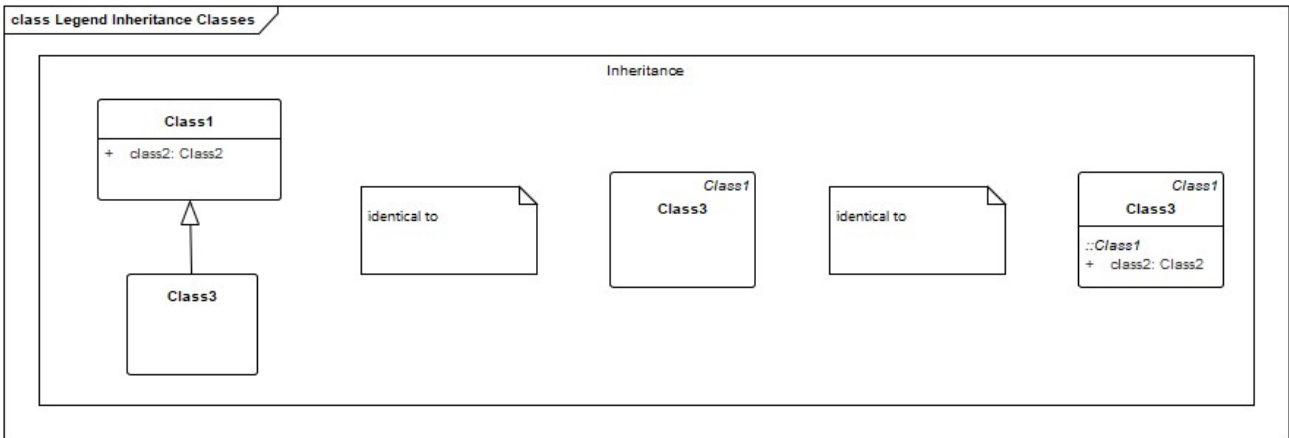 class Legend Inheritance Classes
Inheritance
Class1
+ class2: Class2
Class3
identical to
Class1
Class3
identical to
Class1
Class3
::Class1
+ class2: Class2